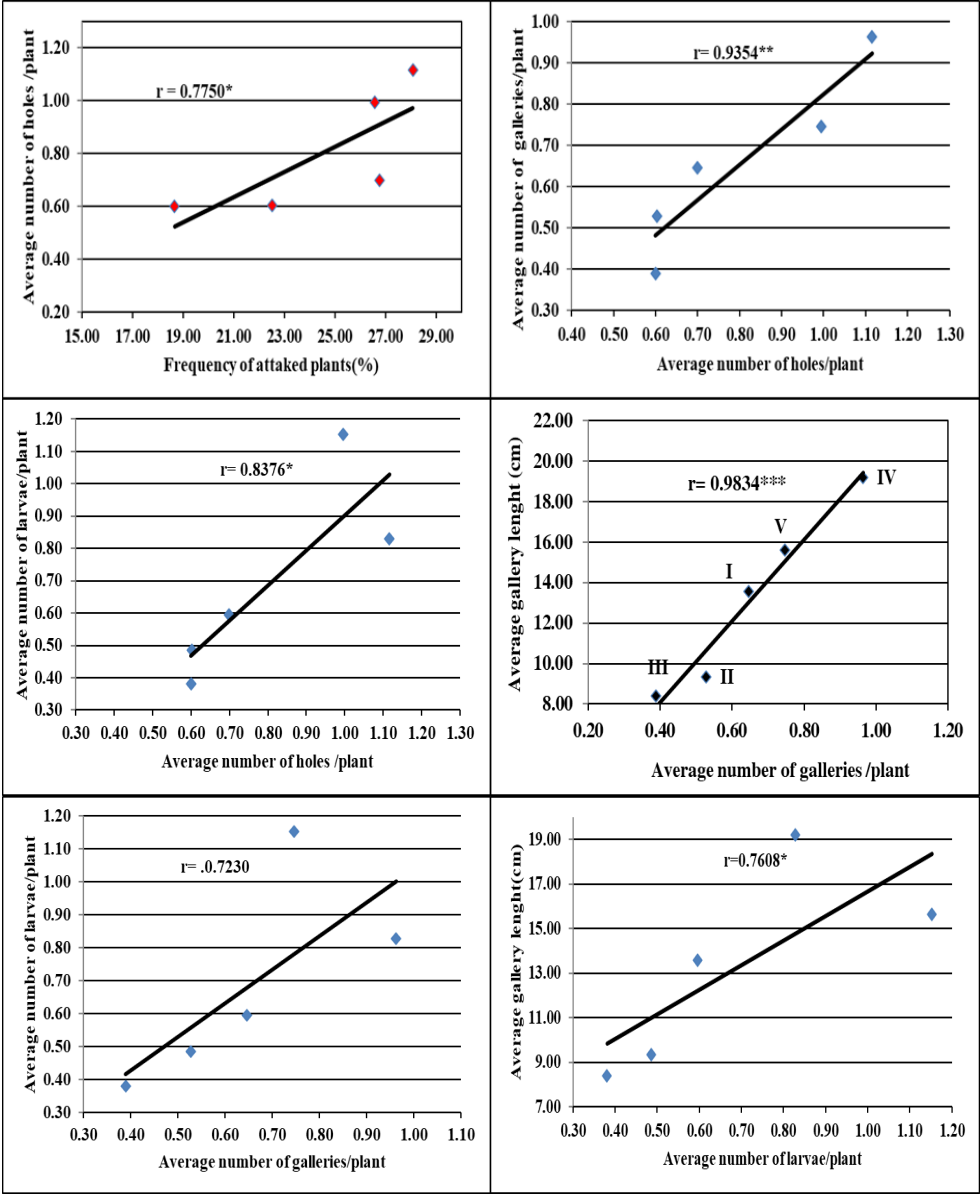 Average number of holes /plant
1.20
1.00
0.80
0.60
0.40
0.20
r = 0.7750*
15.00 17.00 19.00 21.00 23.00 25.00 27.00 29.00
Frequency of attaked plants(%)
Average number of galleries/plant
1.00
0.90
0.80
0.70
0.60
0.50
0.40
0.30
r= 0.9354**
0.40 0.50 0.60 0.70 0.80 0.90 1.00 1.10 1.20 1.30
Average number of holes/plant
Average number of larvae/plant
1.20
1.10
1.00
0.90
0.80
0.70
0.60
0.50
0.40
0.30
r= 0.8376*
0.30 0.40 0.50 0.60 0.70 0.80 0.90 1.00 1.10 1.20 1.30
Average number of holes /plant
Average gallery lenght (cm)
22.00
20.00
18.00
16.00
14.00
12.00
10.00
8.00
r= 0.9834***
IV
V
I
III
II
0.20 0.40 0.60 0.80 1.00 1.20
Average number of galleries /plant
Average number of larvae/plant
1.20
1.10
1.00
0.90
0.80
0.70
0.60
0.50
0.40
0.30
r= .0.7230
0.30 0.40 0.50 0.60 0.70 0.80 0.90 1.00 1.10
Average number of galleries/plant
Average gallery lenght(cm)
19.00
17.00
15.00
13.00
11.00
9.00
7.00
r=0.7608*
0.30 0.40 0.50 0.60 0.70 0.80 0.90 1.00 1.10 1.20
Average number of larvae/plant